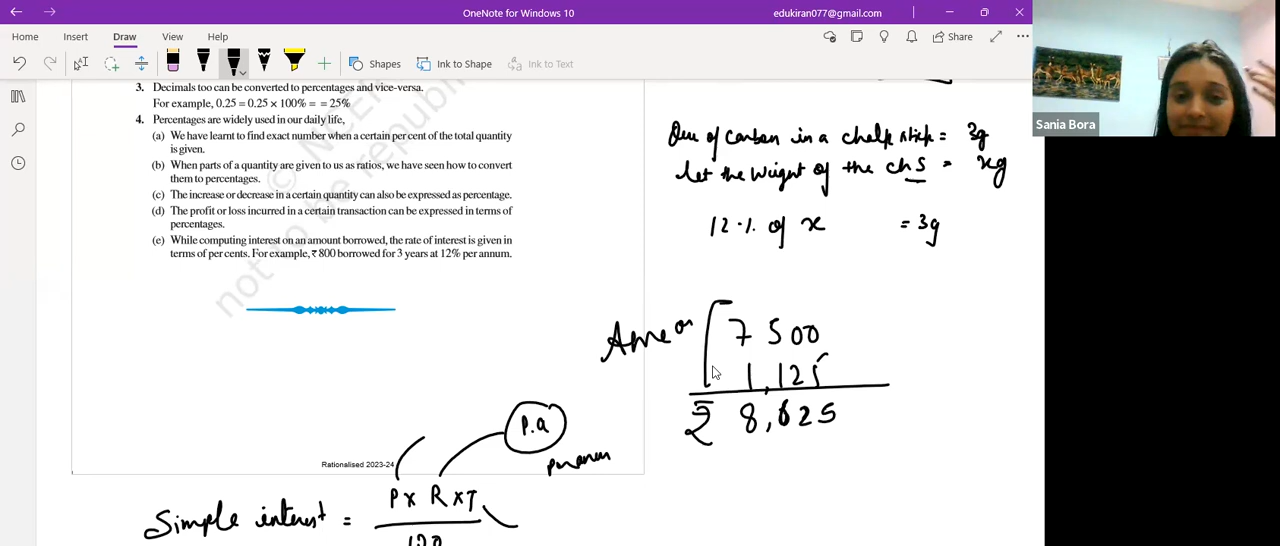 OneNote for Windows 10
edukiran077@gmail.com
Home Insert Draw View Help
Share
Shapes Ink to Shape Ink to Text
3. Decimals too can be converted to percentages and vice-versa.
For example, 0.25 = 0.25 × 100% = = 25%
4. Percentages are widely used in our daily life,
(a) We have learnt to find exact number when a certain per cent of the total quantity
is given.
(b) When parts of a quantity are given to us as ratios, we have seen how to convert
them to percentages.
(c) The increase or decrease in a certain quantity can also be expressed as percentage.
(d) The profit or loss incurred in a certain transaction can be expressed in terms of
percentages.
(e) While computing interest on an amount borrowed, the rate of interest is given in
terms of per cents. For example, ₹ 800 borrowed for 3 years at 12% per annum.
not to be republi
Rationalised 2023-24
Sania Bora
of carbon in a chalk stick = 3g
let the weight of the ch S = xg
12 % of x = 3g
7 500
1,125
₹ 8,625
P.a
Simple interest = P x R x T
100